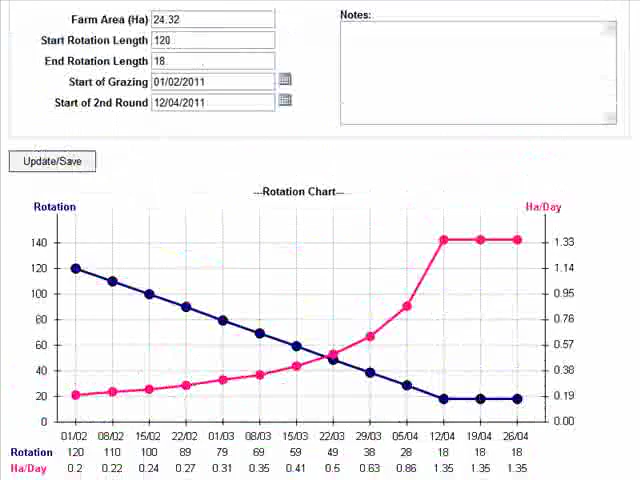 Farm Area (Ha) 24.32
Notes:
Start Rotation Length 120
End Rotation Length 18
Start of Grazing 01/02/2011
Start of 2nd Round 12/04/2011
Update/Save
---Rotation Chart---
Rotation Ha/Day
140 1.33
120 1.14
100 0.95
80 0.76
60 0.57
40 0.38
20 0.19
0 0.00
01/02 08/02 15/02 22/02 01/03 08/03 15/03 22/03 29/03 05/04 12/04 19/04 26/04
Rotation 120 110 100 89 79 69 59 49 38 28 18 18 18
Ha/Day 0.2 0.22 0.24 0.27 0.31 0.35 0.41 0.5 0.63 0.86 1.35 1.35 1.35